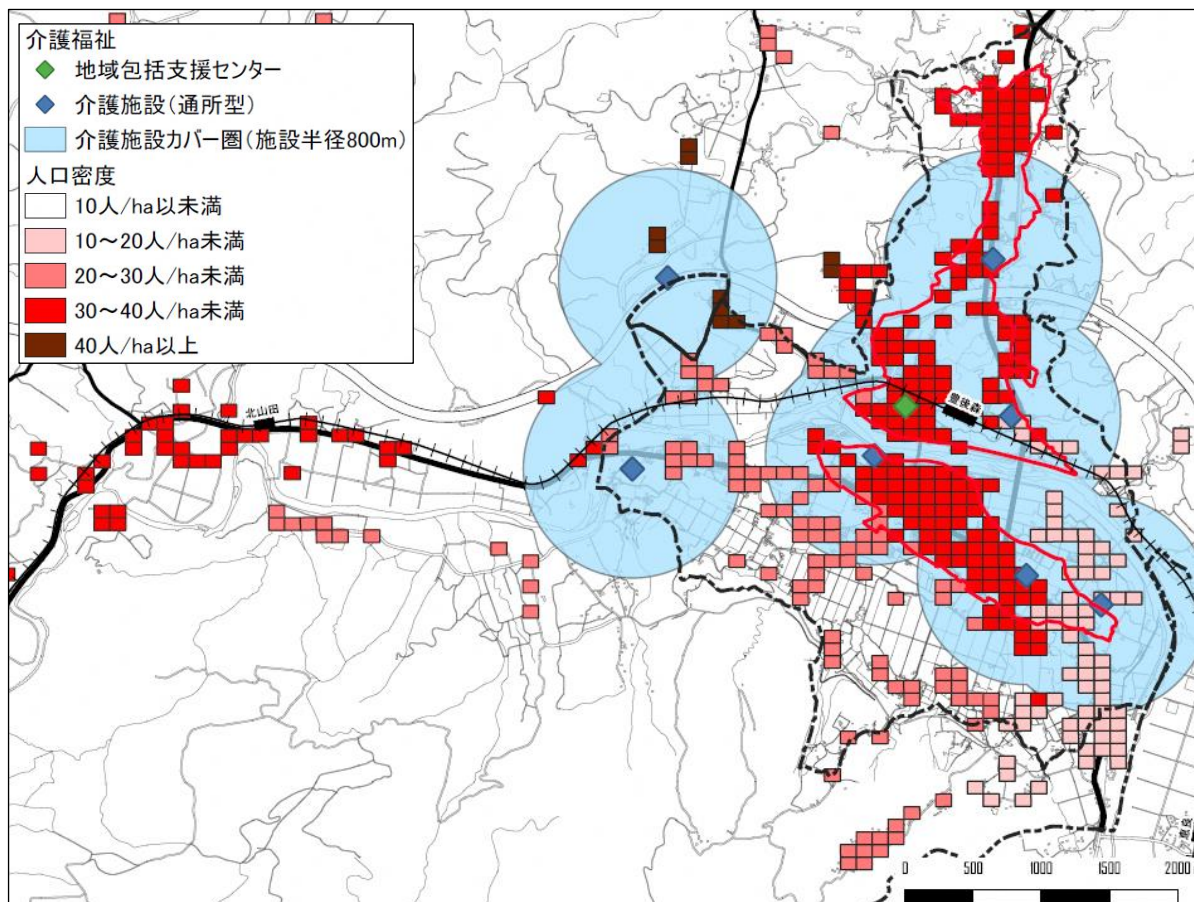 介護福祉
地域包括支援センター
介護施設（通所型）
介護施設カバー圏（施設半径800m）
人口密度
10人/ha以未満
10～20人/ha未満
20～30人/ha未満
30～40人/ha未満
40人/ha以上
北山田
豊後森
0 500 1000 1500 2000